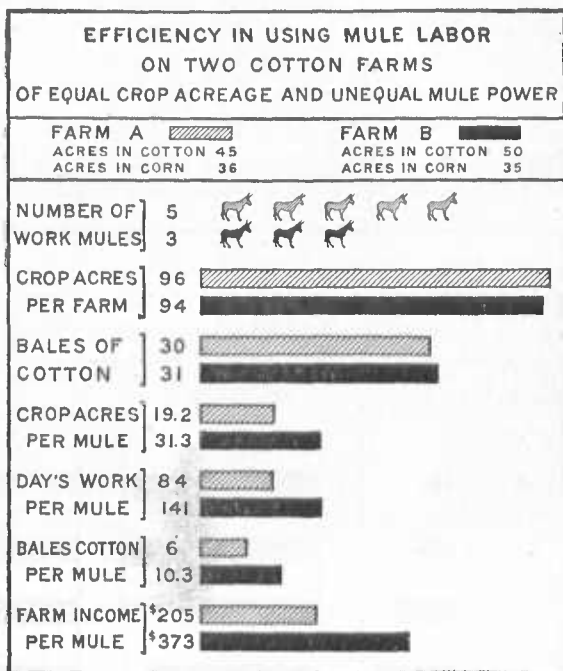 EFFICIENCY IN USING MULE LABOR
ON TWO COTTON FARMS
OF EQUAL CROP ACREAGE AND UNEQUAL MULE POWER
FARM A
ACRES IN COTTON 45
ACRES IN CORN 36
FARM B
ACRES IN COTTON 50
ACRES IN CORN 35
NUMBER OF 5
WORK MULES 3
CROP ACRES 96
PER FARM 94
BALES OF 30
COTTON 31
CROP ACRES 19.2
PER MULE 31.3
DAY'S WORK 84
PER MULE 141
BALES COTTON 6
PER MULE 10.3
FARM INCOME $205
PER MULE $373